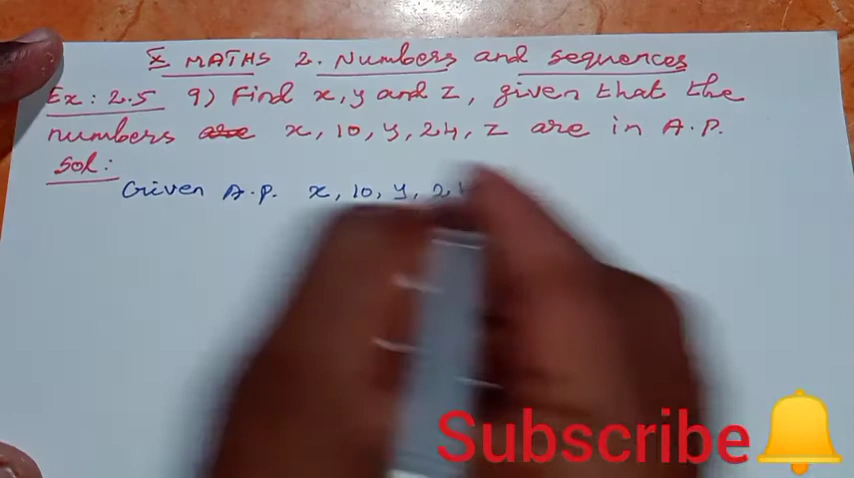 X MATHS 2. Numbers and sequences
Ex: 2.5 9) Find x, y and z, given that the
numbers are x, 10, y, 24, z are in A.P.
Sol:
Given A.P. x, 10, y, 24
Subscribe